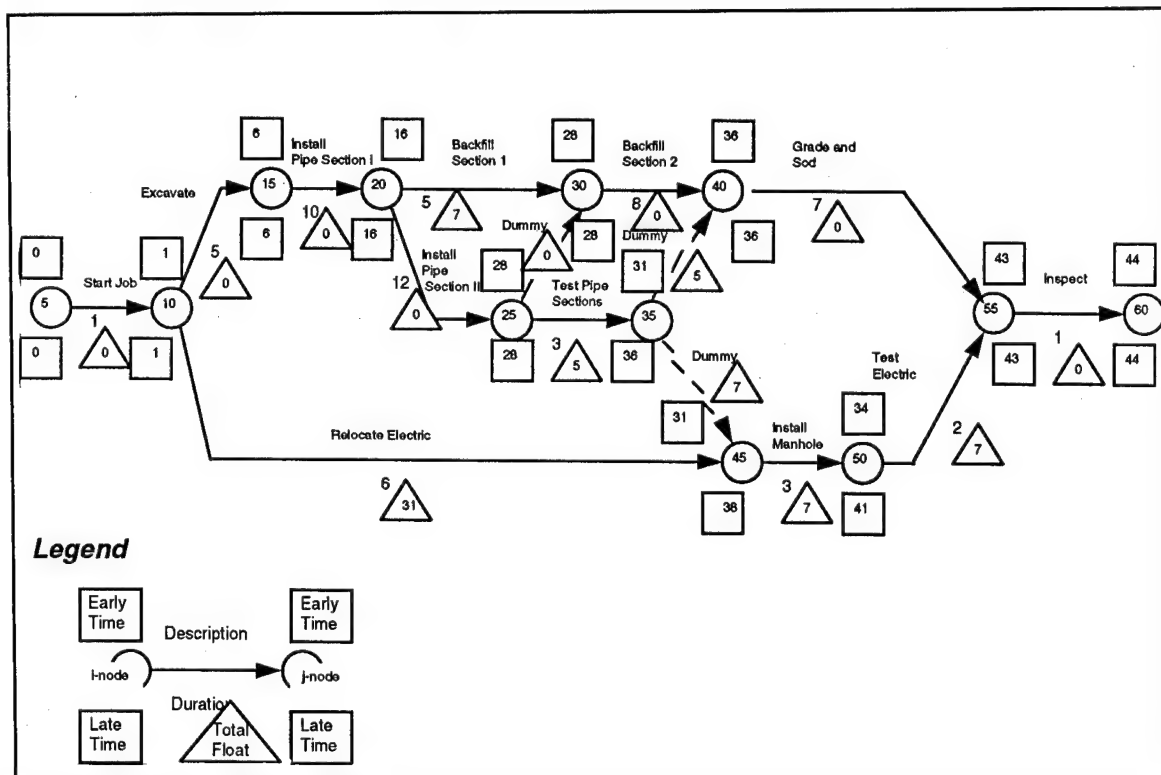 6
16
28
36
Install
Pipe Section I
Backfill
Section 1
Backfill
Section 2
Grade and
Sod
Excavate
15
20
30
40
5
7
8
0
7
0
10
0
Dummy
6
16
28
Dummy
36
0
1
5
0
Install
Pipe
Section II
0
28
31
5
43
44
Start Job
12
Test Pipe
Sections
Inspect
5
10
0
25
35
55
60
1
0
3
5
Dummy
Test
Electric
1
0
0
1
28
36
7
43
44
31
34
Relocate Electric
Install
Manhole
2
7
45
50
6
31
3
7
38
41
Legend
Early
Time
Early
Time
Description
I-node
j-node
Duration
Late
Time
Total
Float
Late
Time